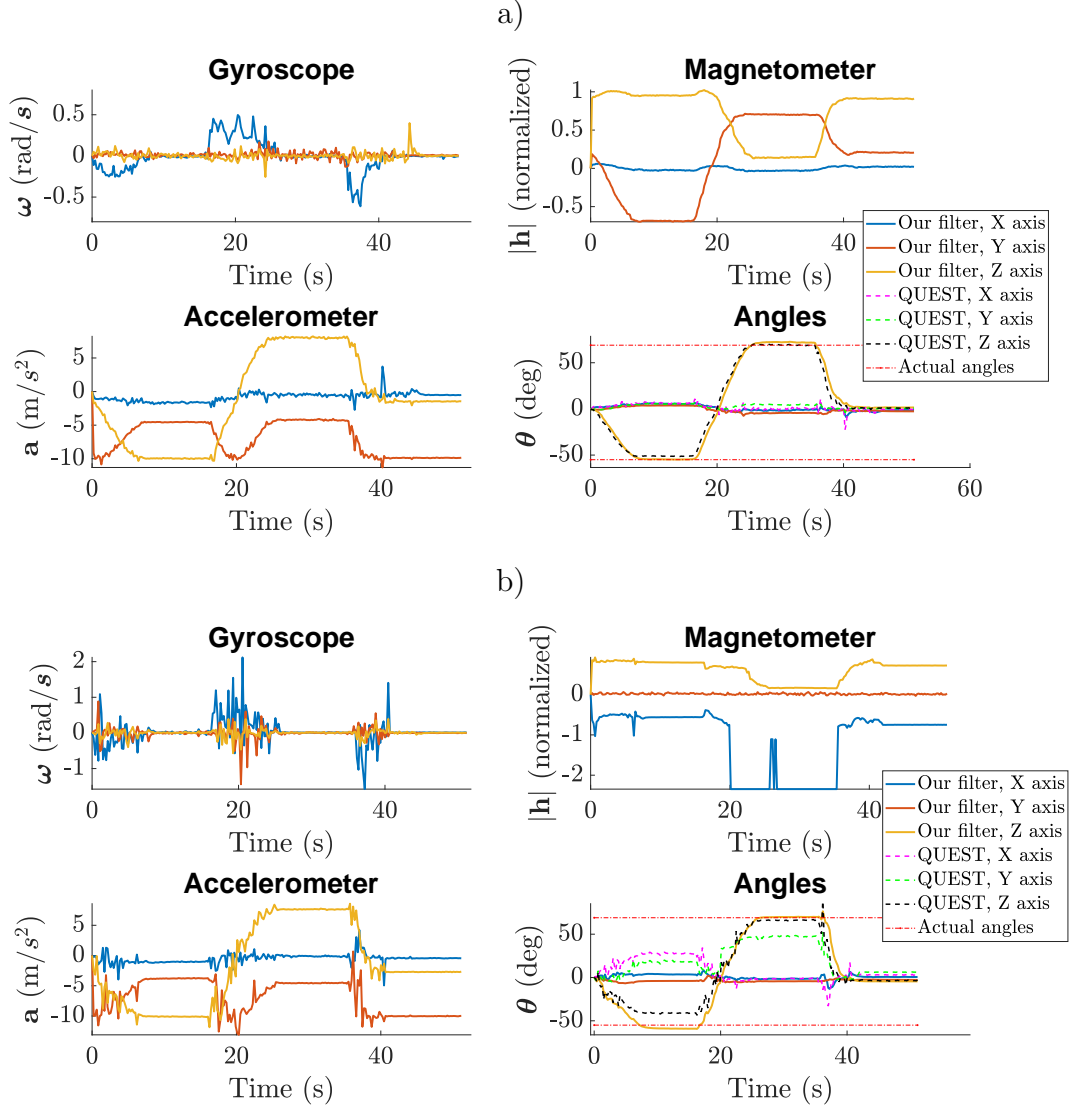 a)
Gyroscope
ω (rad/s)
0.5
0
-0.5
0 20 40
Time (s)
Magnetometer
|h| (normalized)
1
0.5
0
-0.5
0 20 40 60
Time (s)
Our filter, X axis
Our filter, Y axis
Our filter, Z axis
QUEST, X axis
QUEST, Y axis
QUEST, Z axis
Actual angles
Accelerometer
a (m/s²)
5
0
-5
-10
0 20 40
Time (s)
Angles
θ (deg)
50
0
-50
0 20 40 60
Time (s)
b)
Gyroscope
ω (rad/s)
2
1
0
-1
0 20 40
Time (s)
Magnetometer
|h| (normalized)
0
-1
-2
0 20 40
Time (s)
Our filter, X axis
Our filter, Y axis
Our filter, Z axis
QUEST, X axis
QUEST, Y axis
QUEST, Z axis
Actual angles
Accelerometer
a (m/s²)
5
0
-5
-10
0 20 40
Time (s)
Angles
θ (deg)
50
0
-50
0 20 40
Time (s)